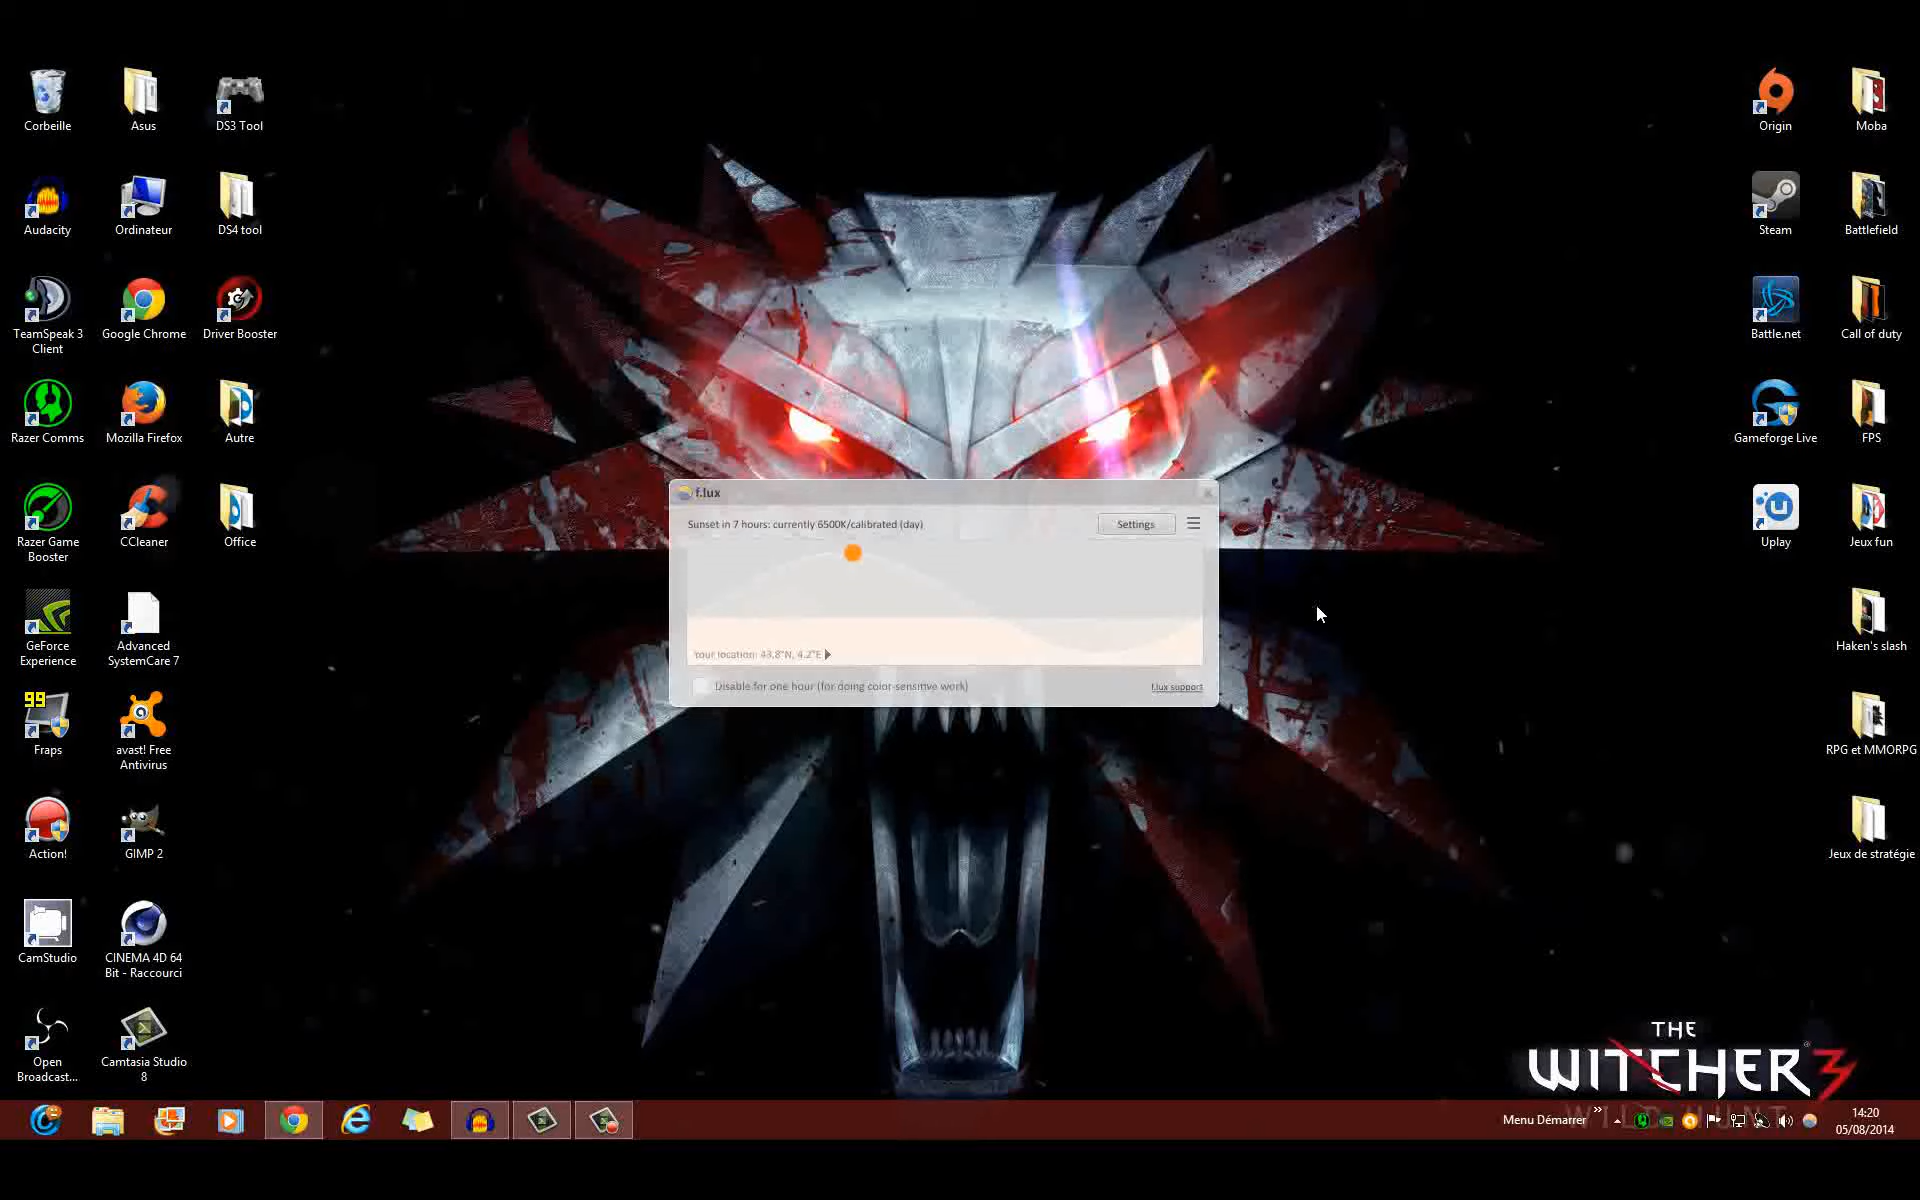 Corbeille
Asus
DS3 Tool
Origin
Moba
Audacity
Ordinateur
DS4 tool
Steam
Battlefield
TeamSpeak 3
Client
Google Chrome
Driver Booster
Battle.net
Call of duty
Razer Comms
Mozilla Firefox
Autre
Gameforge Live
FPS
f.lux
Sunset in 7 hours: currently 6500K/calibrated (day)
Settings
Your location: 43.8°N, 4.2°E
Disable for one hour (for doing color-sensitive work)
f.lux support
Razer Game
Booster
CCleaner
Office
Uplay
Jeux fun
GeForce
Experience
Advanced
SystemCare 7
Haken's slash
99
Fraps
avast! Free
Antivirus
RPG et MMORPG
Action!
GIMP 2
Jeux de stratégie
CamStudio
CINEMA 4D 64
Bit - Raccourci
Open
Broadcast...
Camtasia Studio
8
THE
WITCHER 3
WILD HUNT
Menu Démarrer
14:20
05/08/2014